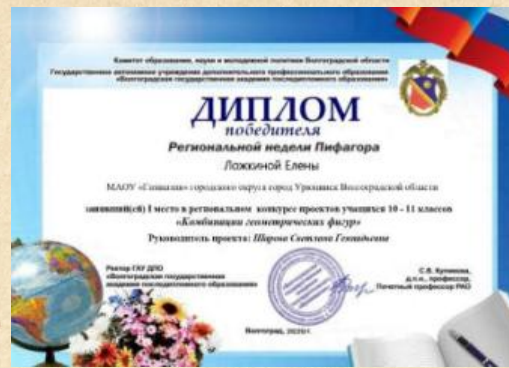 Комитет образования, науки и молодежной политики Волгоградской области
Государственное автономное учреждение дополнительного профессионального образования
«Волгоградская государственная академия последипломного образования»
ДИПЛОМ
победителя
Региональной недели Пифагора
Ложкиной Елены
МАОУ «Гимназия» городского округа город Урюпинск Волгоградской области
занявший(ей) I место в региональном конкурсе проектов учащихся 10 - 11 классов
«Комбинации геометрических фигур»
Руководитель проекта: Светлана Геннадьевна
Ректор ГАУ ДПО
«Волгоградская государственная
академия последипломного образования»
С.В. Куликова,
д.п.н., профессор,
Почетный профессор РАО
Волгоград, 2020 г.